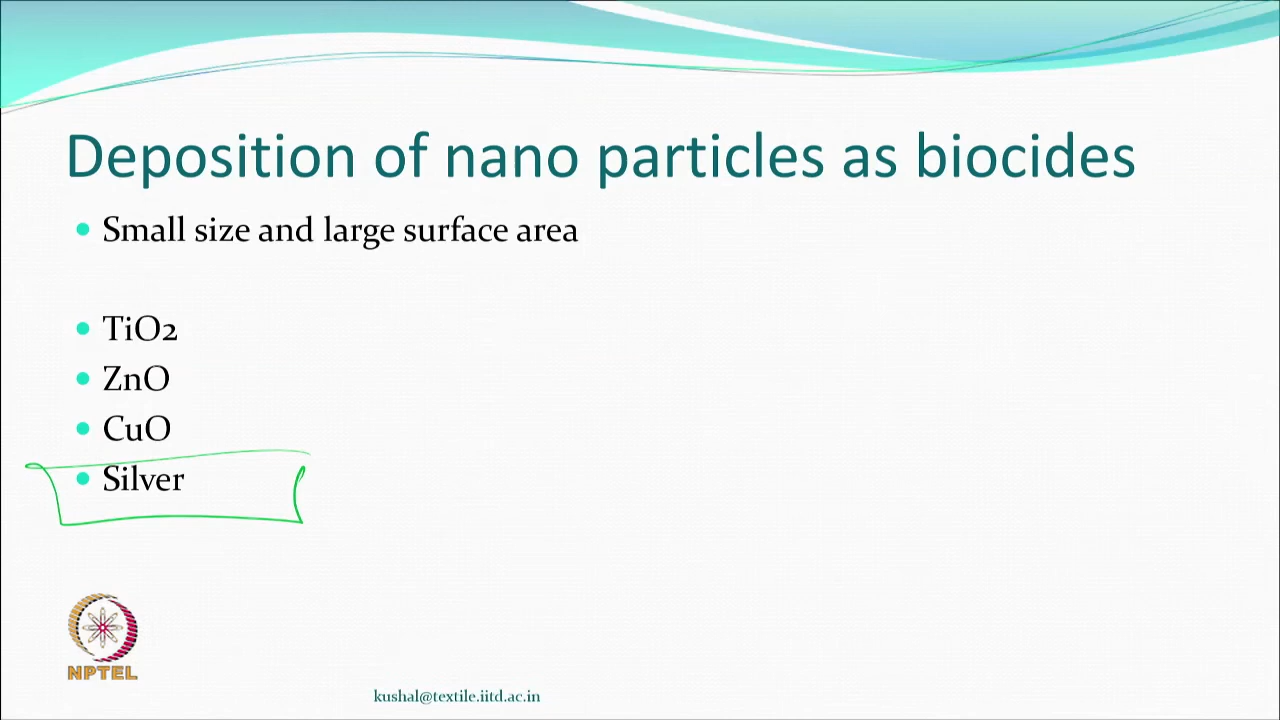 Deposition of nano particles as biocides
Small size and large surface area
TiO2
ZnO
CuO
Silver
NPTEL
kushal@textile.iitd.ac.in